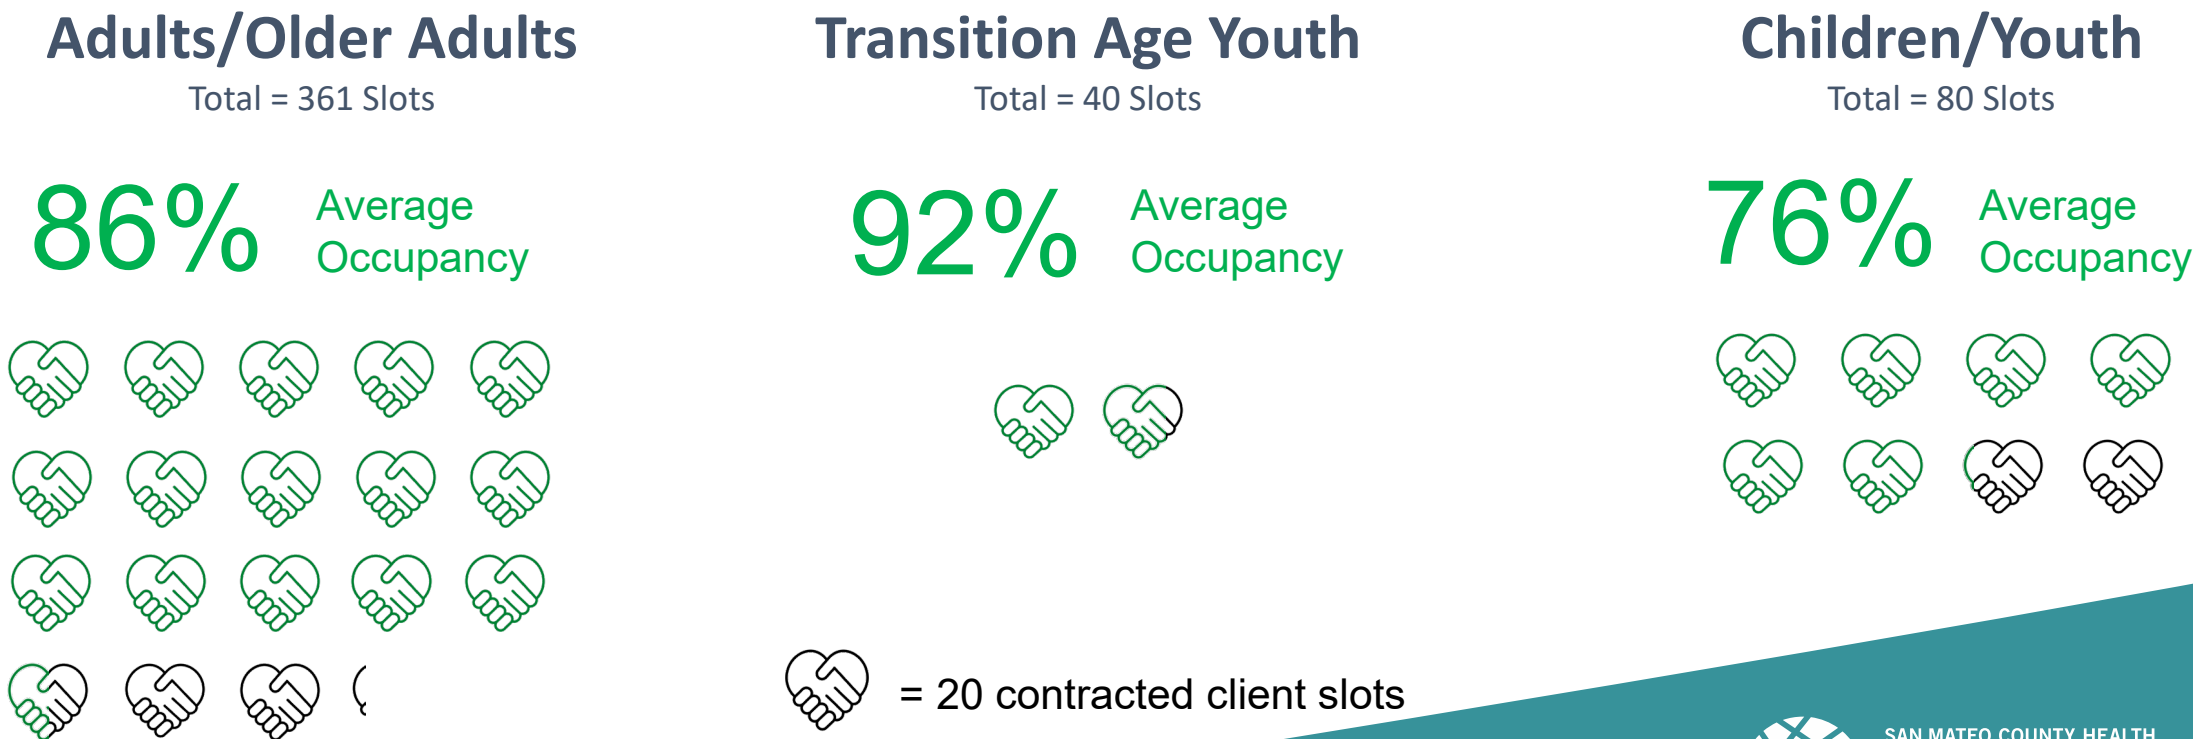 Adults/Older Adults
Total = 361 Slots
86%
Average
Occupancy
Transition Age Youth
Total = 40 Slots
92%
Average
Occupancy
Children/Youth
Total = 80 Slots
76%
Average
Occupancy
= 20 contracted client slots
SAN MATEO COUNTY HEALTH